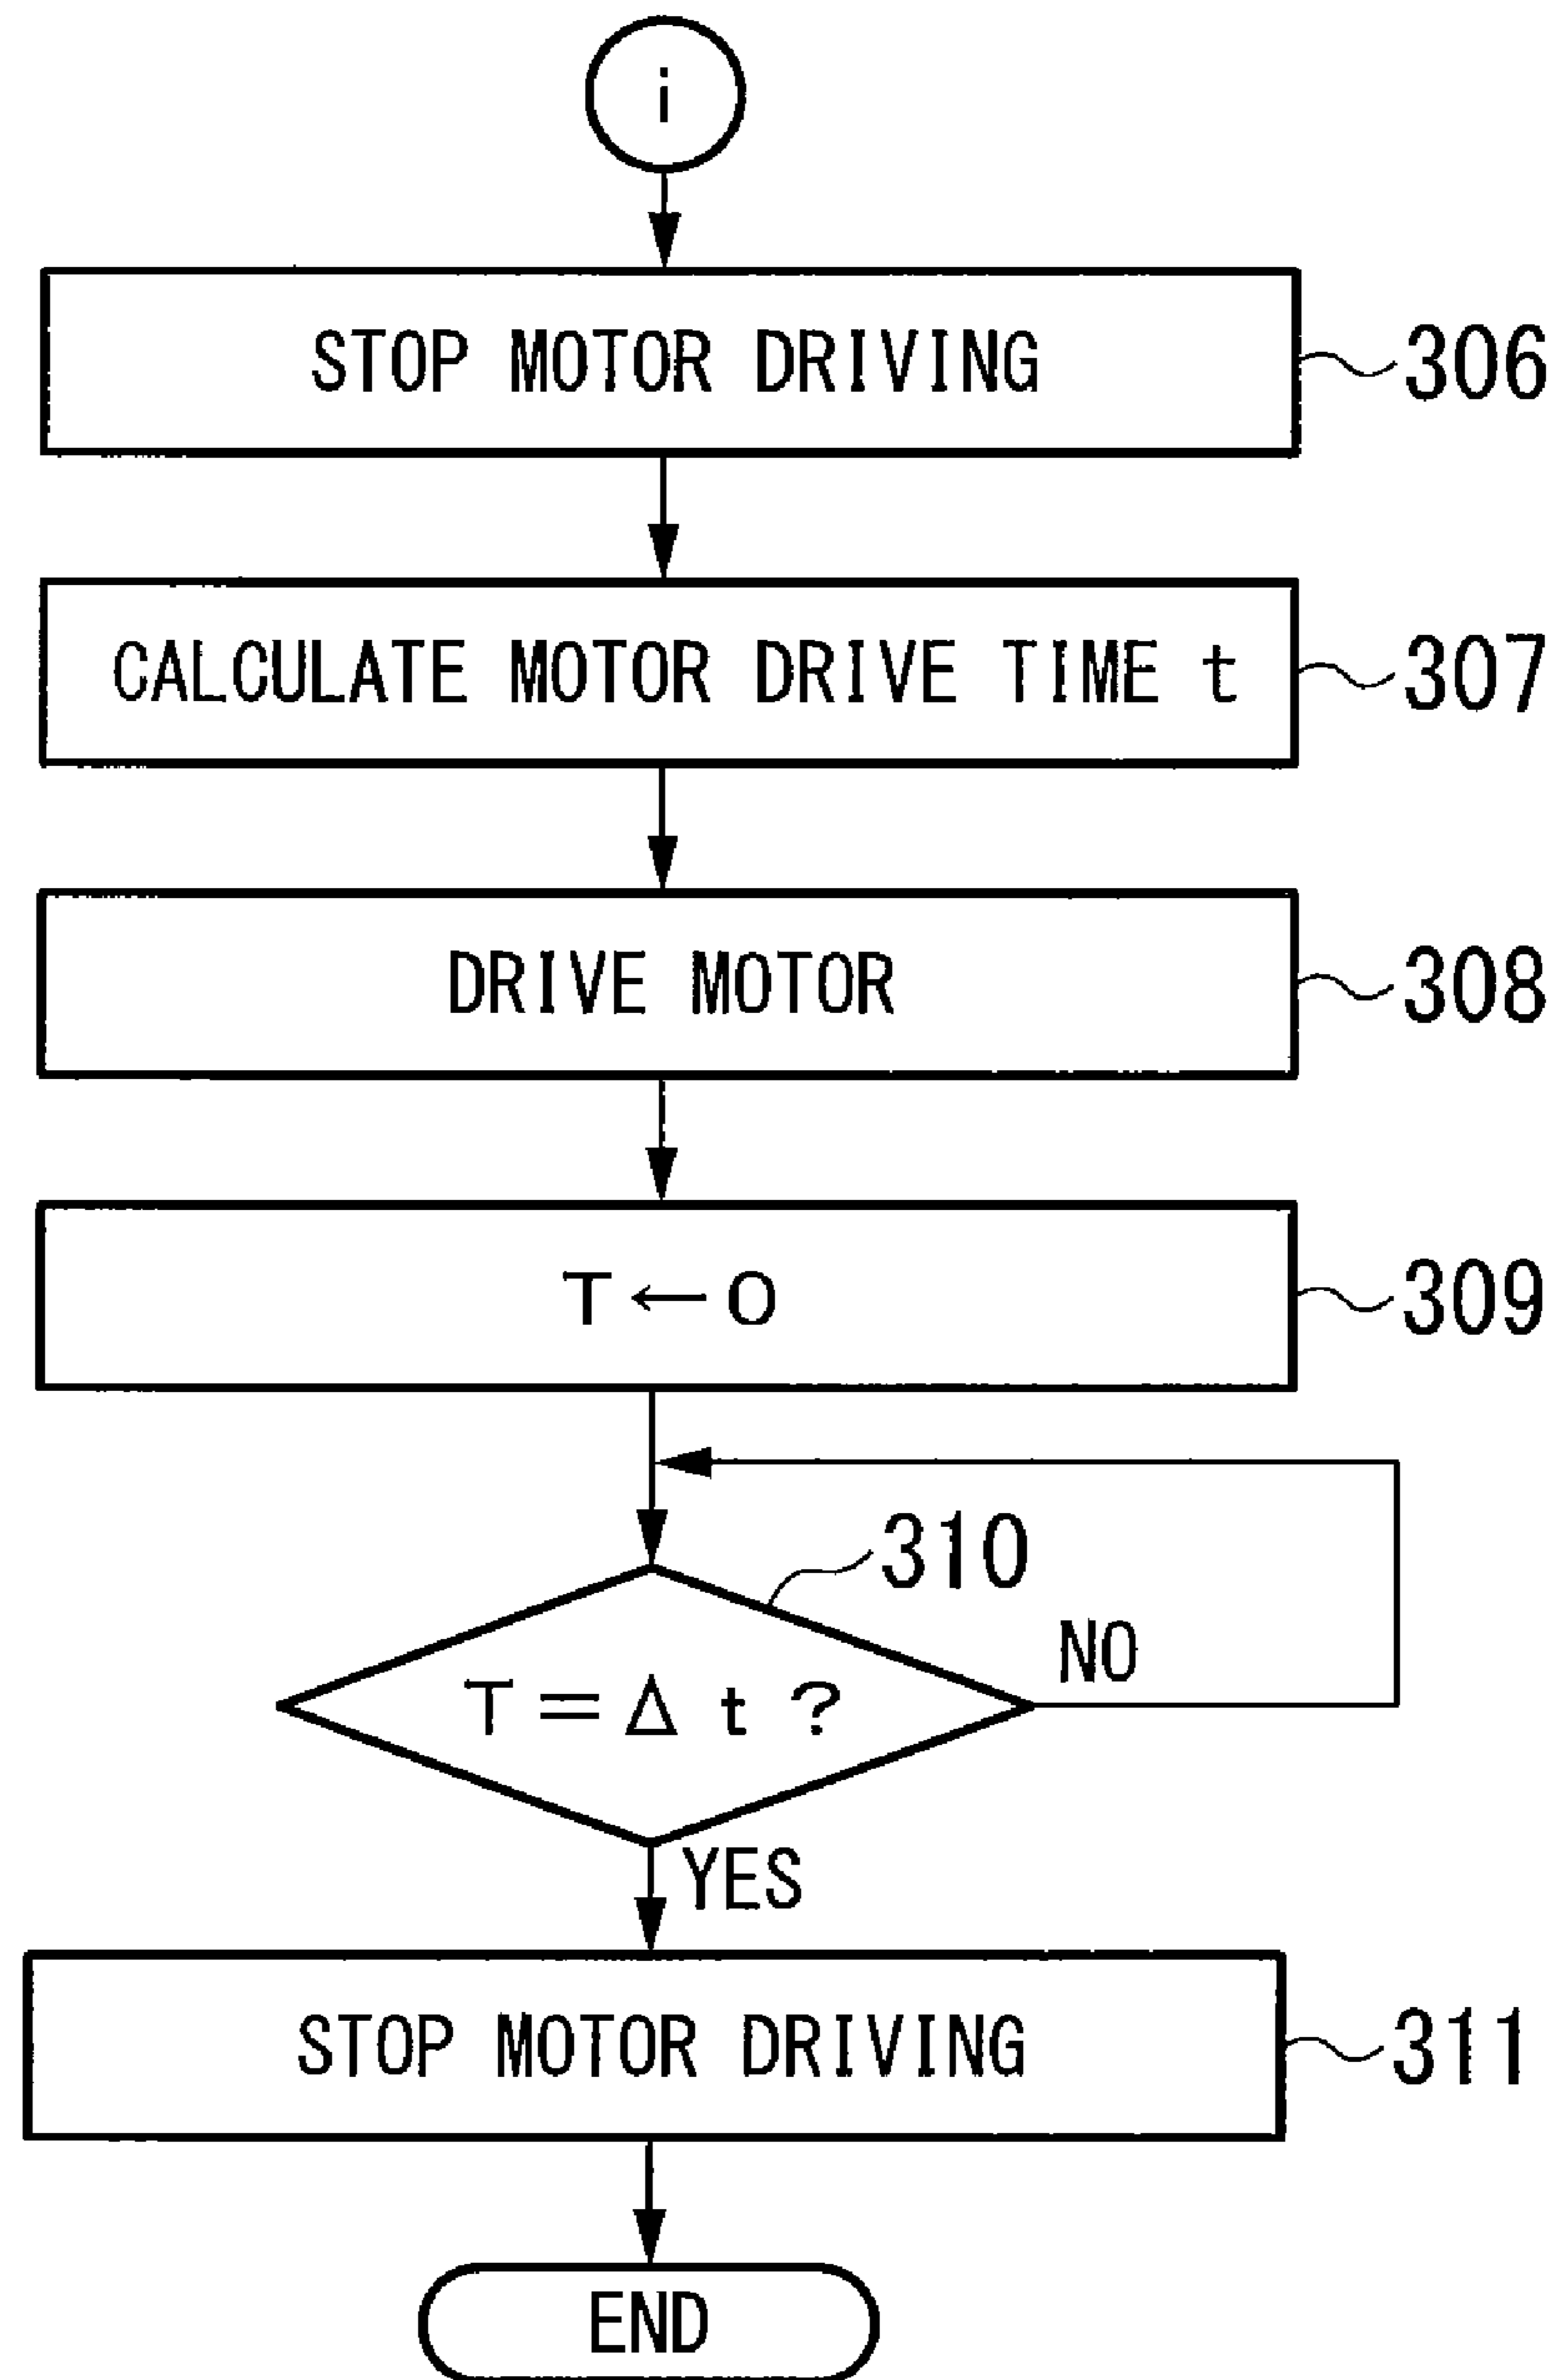 i
STOP MOTOR DRIVING
306
CALCULATE MOTOR DRIVE TIME t
307
DRIVE MOTOR
308
T←0
309
310
T=Δt?
NO
YES
STOP MOTOR DRIVING
311
END